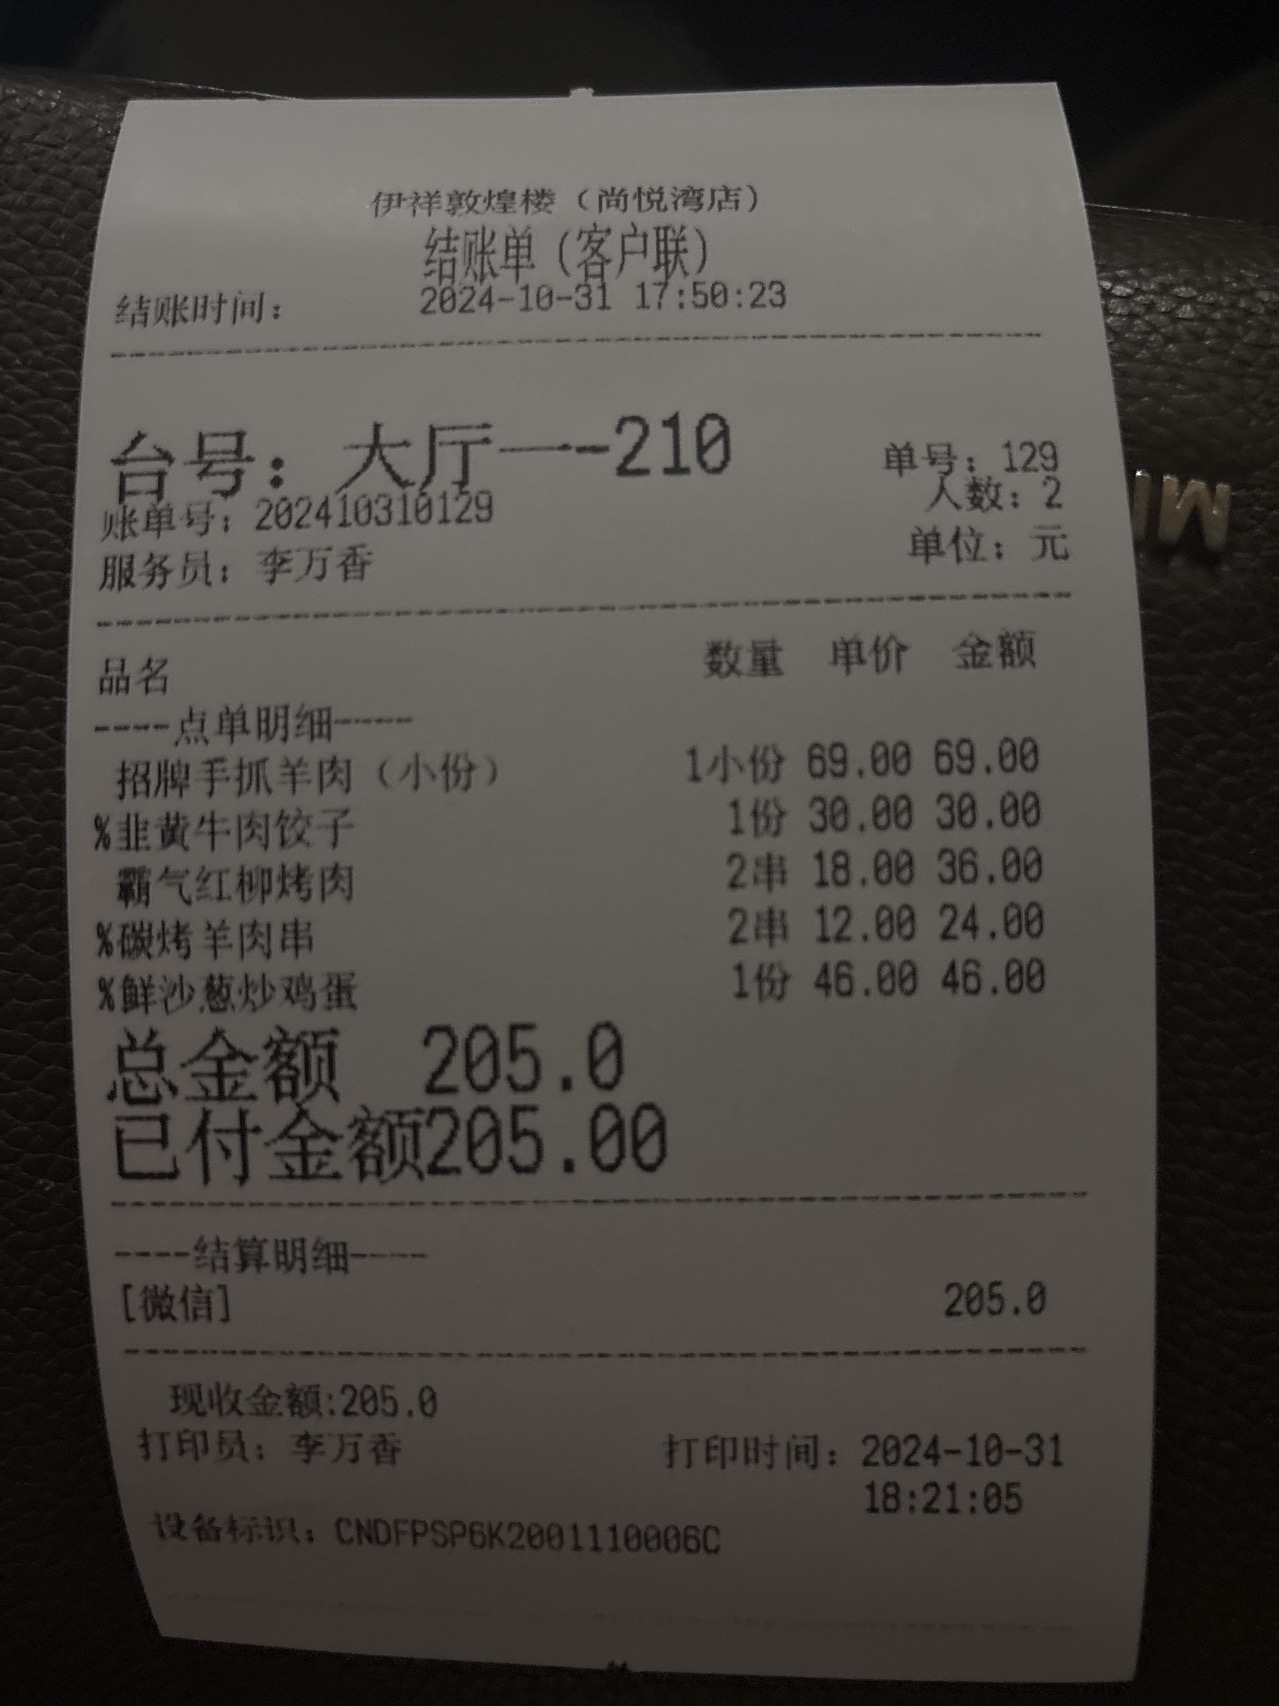 伊祥敦煌楼（尚悦湾店）
结账单（客户联）
结账时间： 2024-10-31 17:50:23
台号：大厅一-210
单号：129
账单号：202410310129
人数：2
服务员：李万香
单位：元
品名 数量 单价 金额
----点单明细----
招牌手抓羊肉（小份） 1小份 69.00 69.00
%韭黄牛肉饺子 1份 30.00 30.00
霸气红柳烤肉 2串 18.00 36.00
%碳烤羊肉串 2串 12.00 24.00
%鲜沙葱炒鸡蛋 1份 46.00 46.00
总金额 205.0
已付金额205.00
----结算明细----
[微信] 205.0
现收金额:205.0
打印员：李万香 打印时间：2024-10-31
18:21:05
设备标识：CNDFPSP6K2001110006C